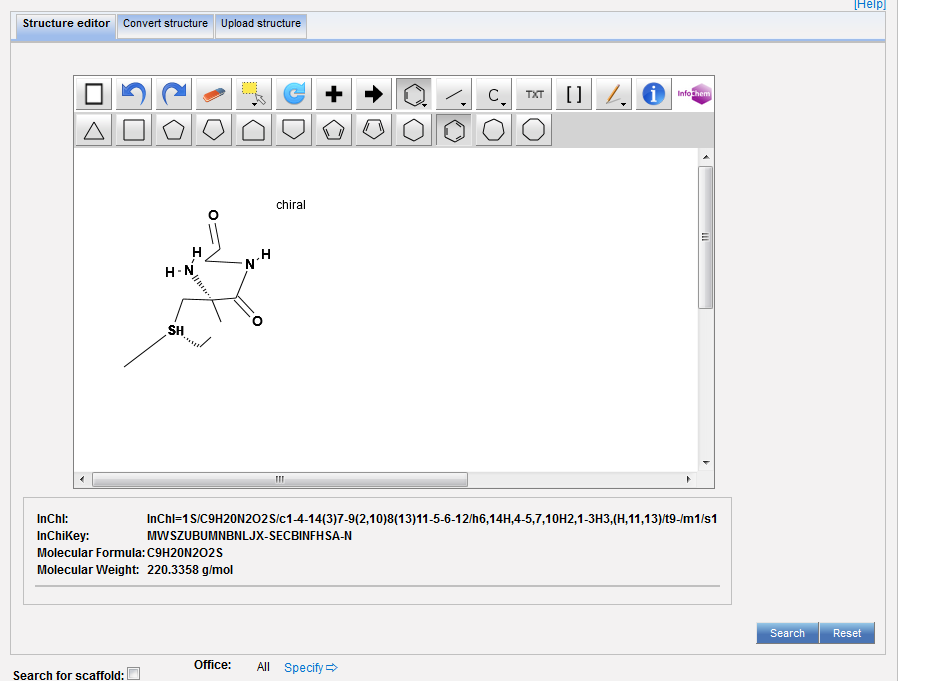 [Help]
Structure editor Convert structure Upload structure
C TXT [ ] i InfoChem
chiral
O
H
H N
N H
O
SH
InChI: InChI=1S/C9H20N2O2S/c1-4-14(3)7-9(2,10)8(13)11-5-6-12/h6,14H,4-5,7,10H2,1-3H3,(H,11,13)/t9-/m1/s1
InChiKey: MWSZUBUMNBNLJX-SECBINFHSA-N
Molecular Formula: C9H20N2O2S
Molecular Weight: 220.3358 g/mol
Search Reset
Office: All Specify
Search for scaffold: